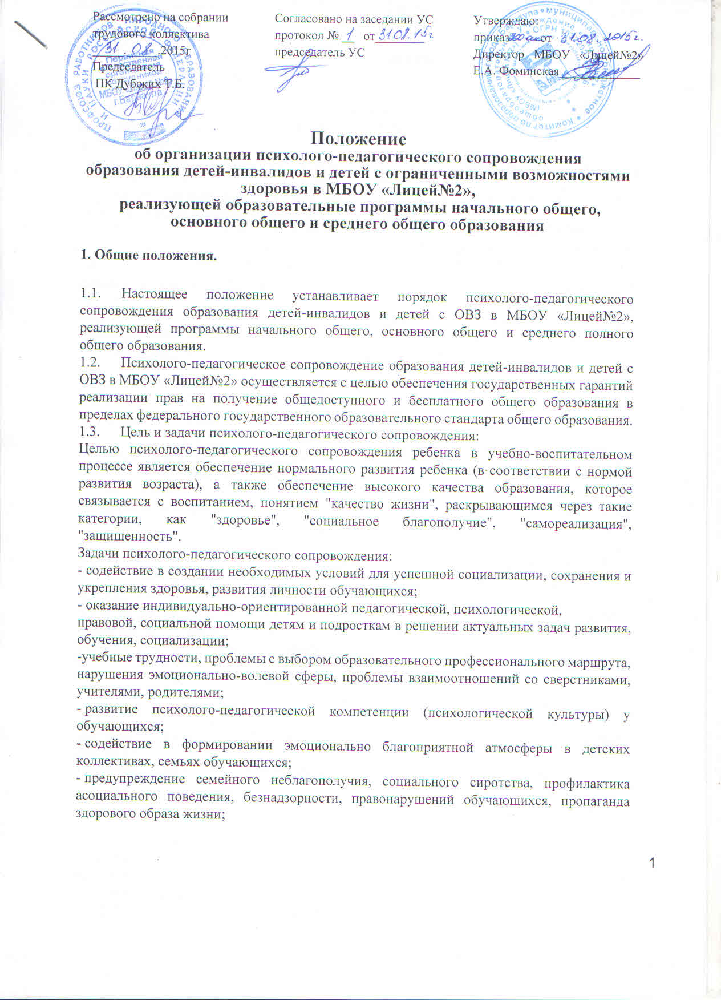 Рассмотрено на собрании
трудового коллектива
31 . 08 .2015г
Председатель
ПК Дубских Т.Б.
Согласовано на заседании УС
протокол № 1 от 31.08.15г
председатель УС
Утверждаю:
приказ от 31.08.2015г.
Директор МБОУ «Лицей№2»
Е.А. Фоминская
Положение
об организации психолого-педагогического сопровождения
образования детей-инвалидов и детей с ограниченными возможностями
здоровья в МБОУ «Лицей№2»,
реализующей образовательные программы начального общего,
основного общего и среднего общего образования
1. Общие положения.
1.1. Настоящее положение устанавливает порядок психолого-педагогического
сопровождения образования детей-инвалидов и детей с ОВЗ в МБОУ «Лицей№2»,
реализующей программы начального общего, основного общего и среднего полного
общего образования.
1.2. Психолого-педагогическое сопровождение образования детей-инвалидов и детей с
ОВЗ в МБОУ «Лицей№2» осуществляется с целью обеспечения государственных гарантий
реализации прав на получение общедоступного и бесплатного общего образования в
пределах федерального государственного образовательного стандарта общего образования.
1.3. Цель и задачи психолого-педагогического сопровождения:
Целью психолого-педагогического сопровождения ребенка в учебно-воспитательном
процессе является обеспечение нормального развития ребенка (в соответствии с нормой
развития возраста), а также обеспечение высокого качества образования, которое
связывается с воспитанием, понятием "качество жизни", раскрывающимся через такие
категории, как "здоровье", "социальное благополучие", "самореализация",
"защищенность".
Задачи психолого-педагогического сопровождения:
- содействие в создании необходимых условий для успешной социализации, сохранения и
укрепления здоровья, развития личности обучающихся;
- оказание индивидуально-ориентированной педагогической, психологической,
правовой, социальной помощи детям и подросткам в решении актуальных задач развития,
обучения, социализации;
-учебные трудности, проблемы с выбором образовательного профессионального маршрута,
нарушения эмоционально-волевой сферы, проблемы взаимоотношений со сверстниками,
учителями, родителями;
- развитие психолого-педагогической компетенции (психологической культуры) у
обучающихся;
- содействие в формировании эмоционально благоприятной атмосферы в детских
коллективах, семьях обучающихся;
- предупреждение семейного неблагополучия, социального сиротства, профилактика
асоциального поведения, безнадзорности, правонарушений обучающихся, пропаганда
здорового образа жизни;
1